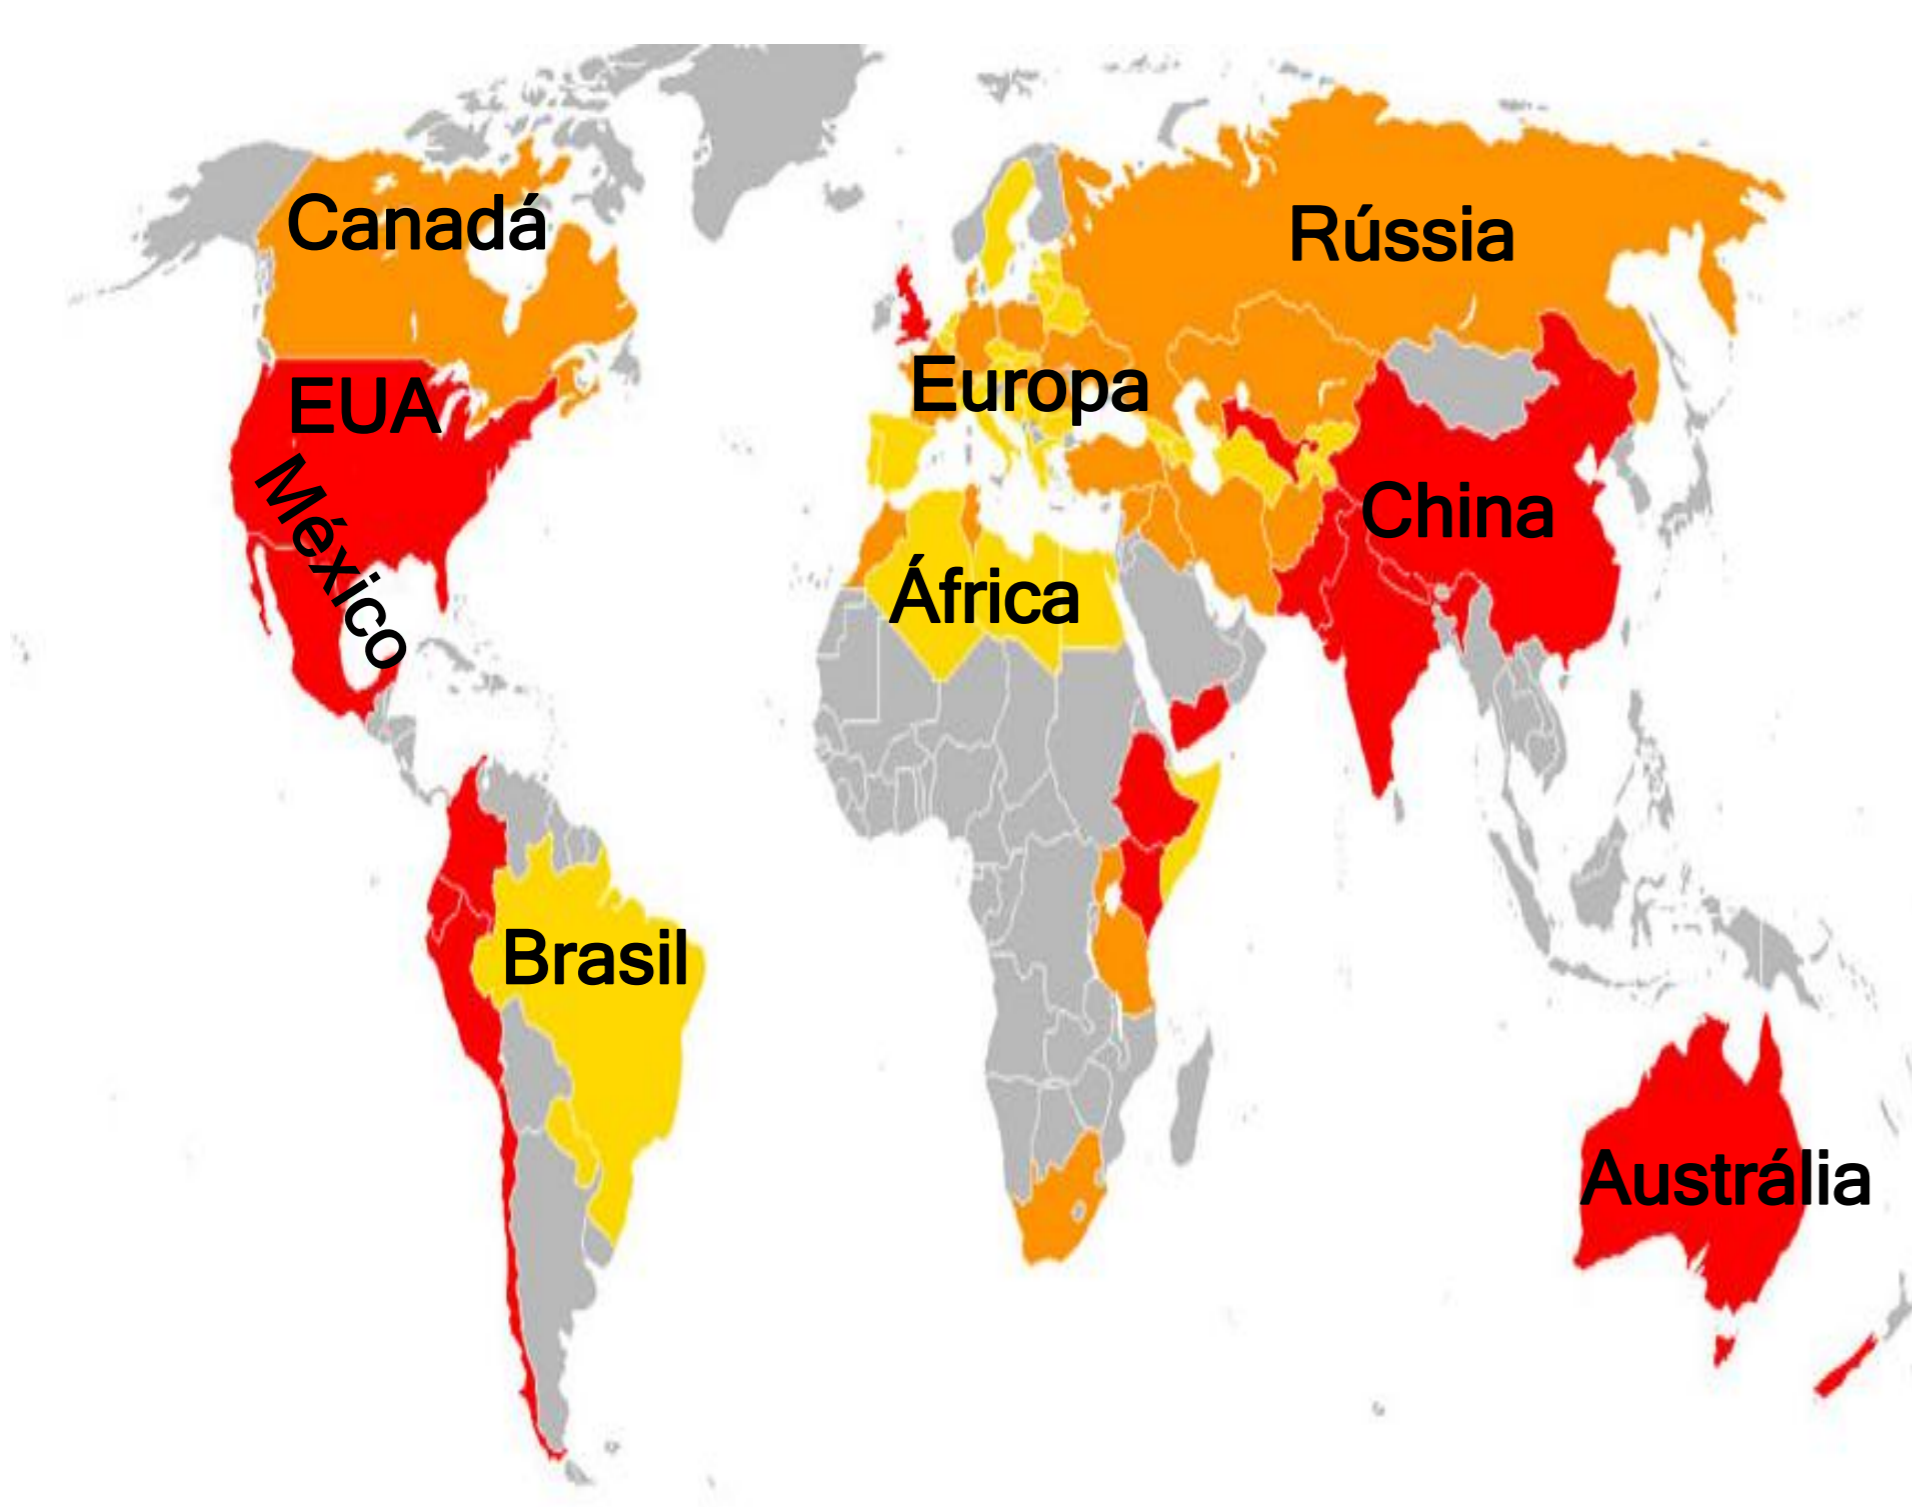 Canadá
Rússia
EUA
Europa
México
China
África
Brasil
Austrália